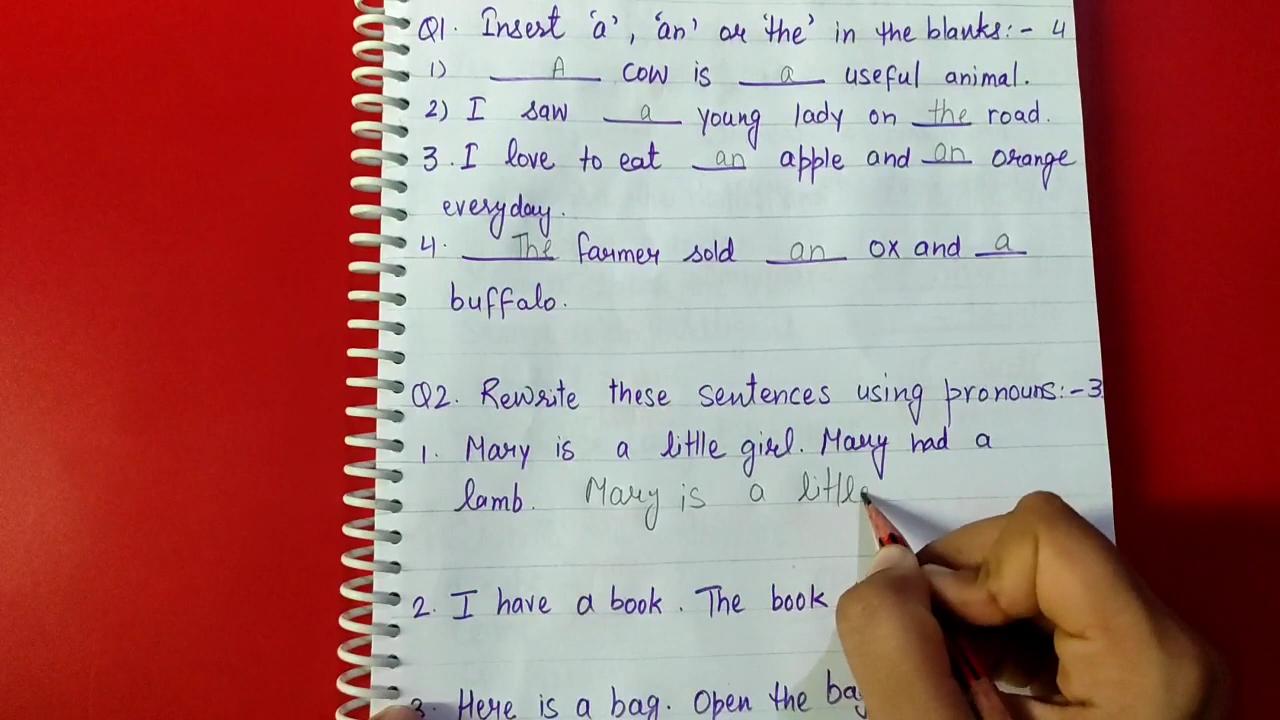 Q1. Insert 'a', 'an' or 'the' in the blanks:- 4
1) A cow is a useful animal.
2) I saw a young lady on the road.
3. I love to eat an apple and an orange
everyday.
4. The farmer sold an ox and a
buffalo.
Q2. Rewrite these sentences using pronouns:- 3
1. Mary is a little girl. Mary had a
lamb. Mary is a little
2. I have a book. The book
3. Here is a bag. Open the bag